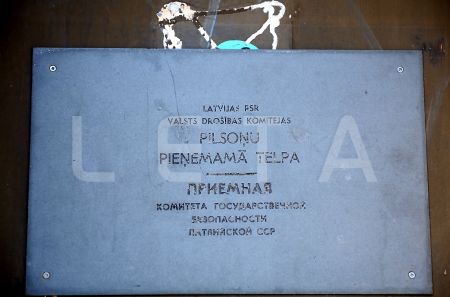 LATVIJAS PSR
VALSTS DROŠĪBAS KOMITEJAS
PILSOŅU
PIEŅEMAMĀ TELPA
ПРИЕМНАЯ
КОМИТЕТА ГОСУДАРСТВЕННОЙ
БЕЗОПАСНОСТИ
ЛАТВИЙСКОЙ ССР
LETA